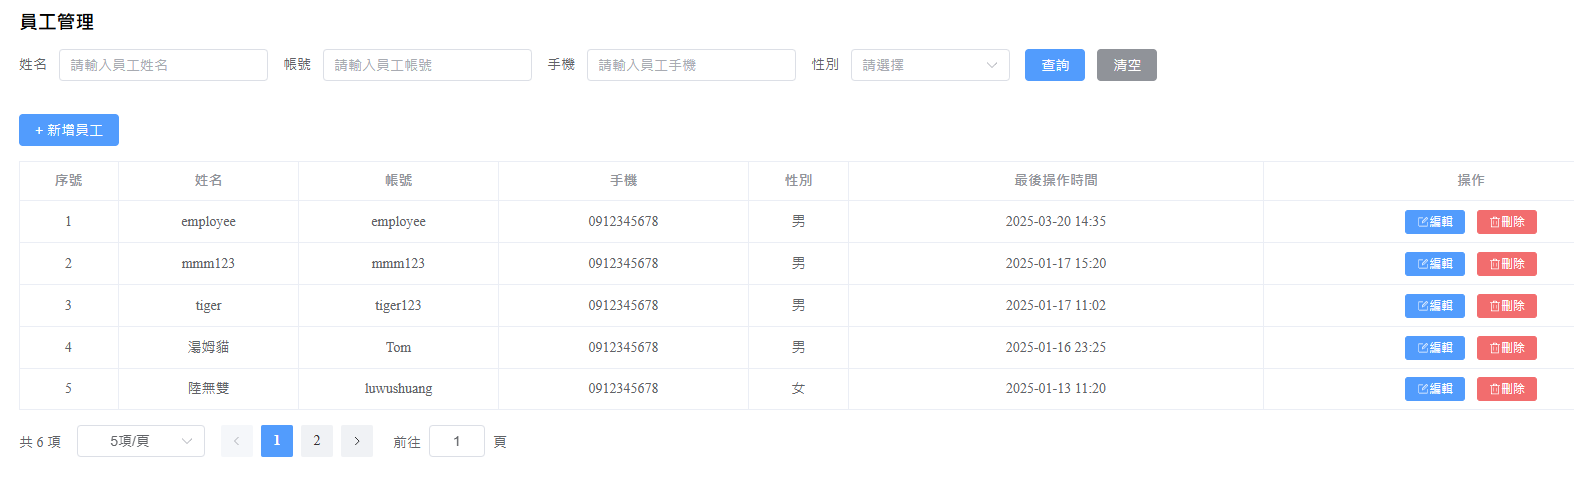 員工管理
姓名 請輸入員工姓名 帳號 請輸入員工帳號 手機 請輸入員工手機 性別 請選擇 查詢 清空
+ 新增員工
序號 姓名 帳號 手機 性別 最後操作時間 操作
1 employee employee 0912345678 男 2025-03-20 14:35 編輯 刪除
2 mmm123 mmm123 0912345678 男 2025-01-17 15:20 編輯 刪除
3 tiger tiger123 0912345678 男 2025-01-17 11:02 編輯 刪除
4 湯姆貓 Tom 0912345678 男 2025-01-16 23:25 編輯 刪除
5 陸無雙 luwushuang 0912345678 女 2025-01-13 11:20 編輯 刪除
共 6 項 5項/頁 1 2 前往 1 頁